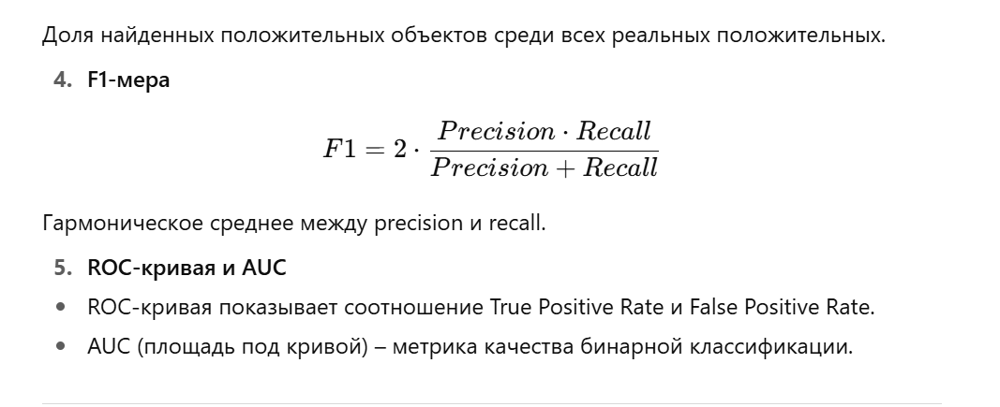 Доля найденных положительных объектов среди всех реальных положительных.
4. F1-мера
F1 = 2 · \frac{Precision · Recall}{Precision + Recall}
Гармоническое среднее между precision и recall.
5. ROC-кривая и AUC
• ROC-кривая показывает соотношение True Positive Rate и False Positive Rate.
• AUC (площадь под кривой) – метрика качества бинарной классификации.